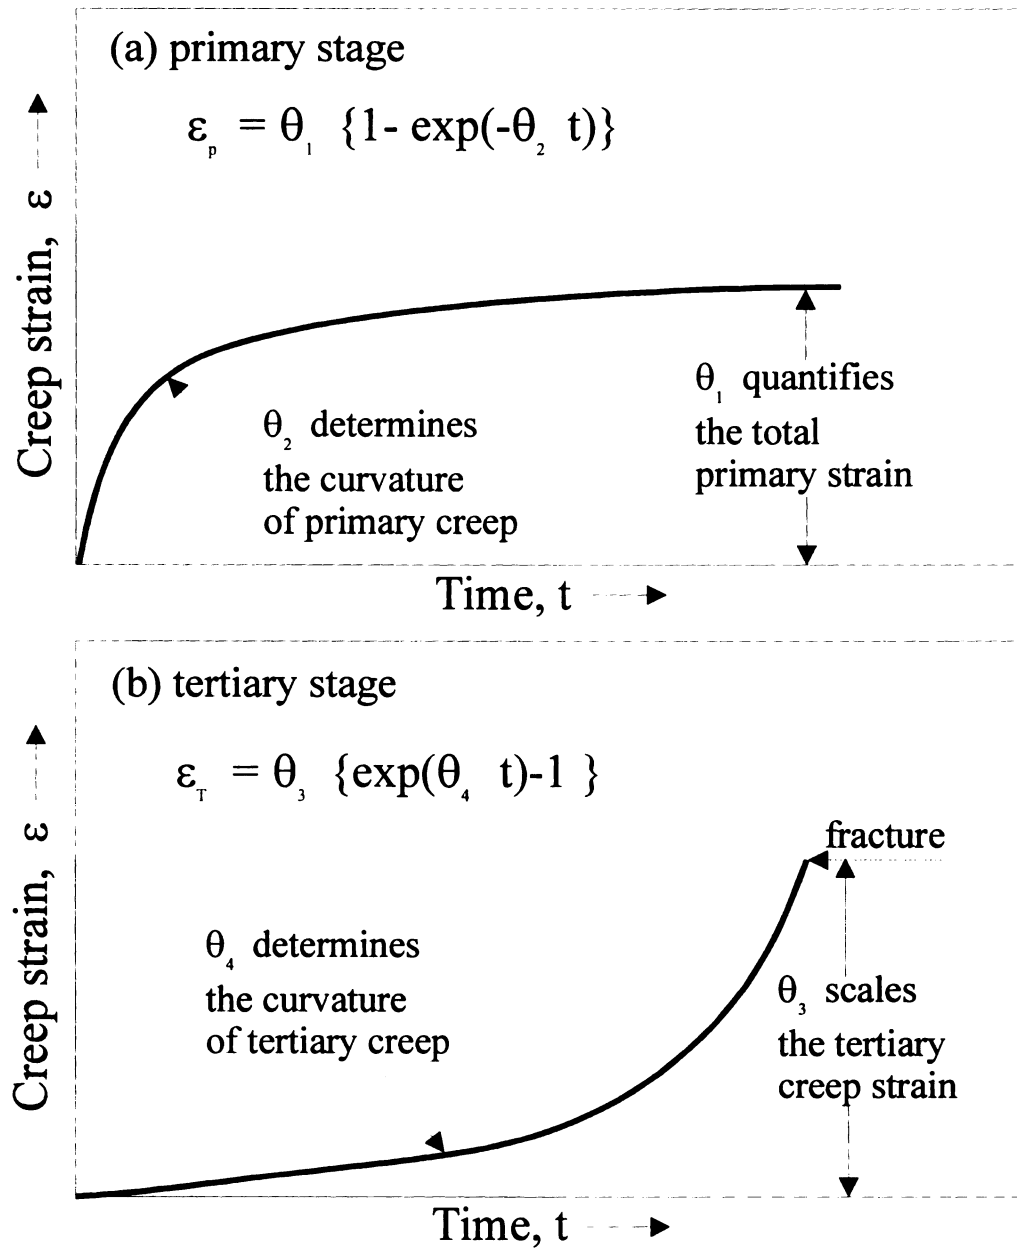 (a) primary stage
εₚ = θ₁ {1- exp(-θ₂ t)}
Creep strain, ε
θ₁ quantifies
the total
primary strain
θ₂ determines
the curvature
of primary creep
Time, t
(b) tertiary stage
ε_T = θ₃ {exp(θ₄ t)-1 }
Creep strain, ε
fracture
θ₄ determines
the curvature
of tertiary creep
θ₃ scales
the tertiary
creep strain
Time, t